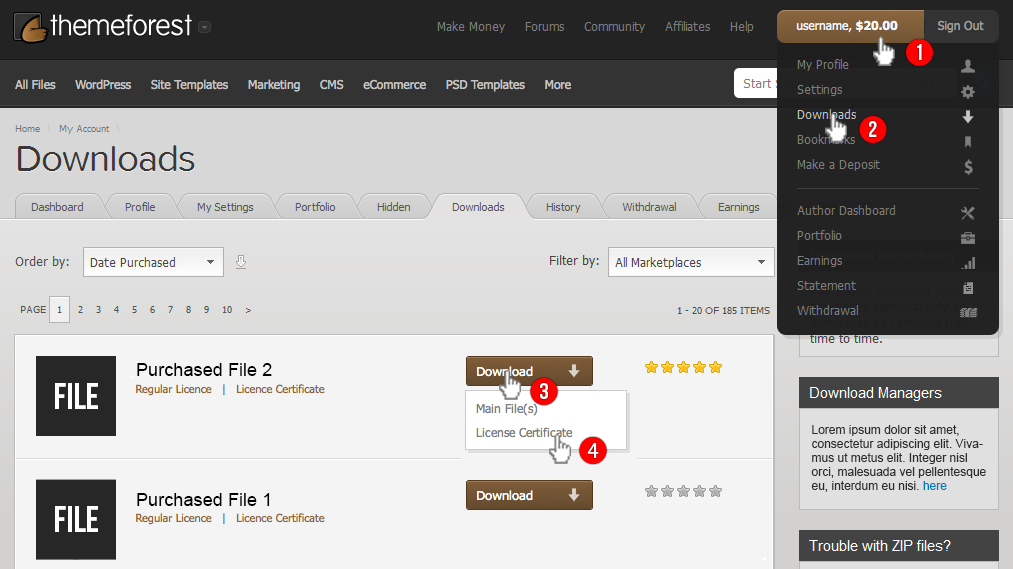 themeforest
Make Money Forums Community Affiliates Help
username, $20.00 Sign Out
1
All Files WordPress Site Templates Marketing CMS eCommerce PSD Templates More
Start
My Profile
Settings
Downloads
2
Bookmarks
Make a Deposit
Author Dashboard
Portfolio
Earnings
Statement
Withdrawal
Home \ My Account \
Downloads
Dashboard Profile My Settings Portfolio Hidden Downloads History Withdrawal Earnings
Order by: Date Purchased
Filter by: All Marketplaces
PAGE 1 2 3 4 5 6 7 8 9 10 >
1 - 20 OF 185 ITEMS
time to time.
FILE
Purchased File 2
Regular Licence | Licence Certificate
Download
3
Main File(s)
License Certificate
4
FILE
Purchased File 1
Regular Licence | Licence Certificate
Download
Download Managers
Lorem ipsum dolor sit amet,
consectetur adipiscing elit. Viva-
mus ut metus elit. Integer nisl
orci, malesuada vel pellentesque
eu, interdum eu nisi. here
Trouble with ZIP files?